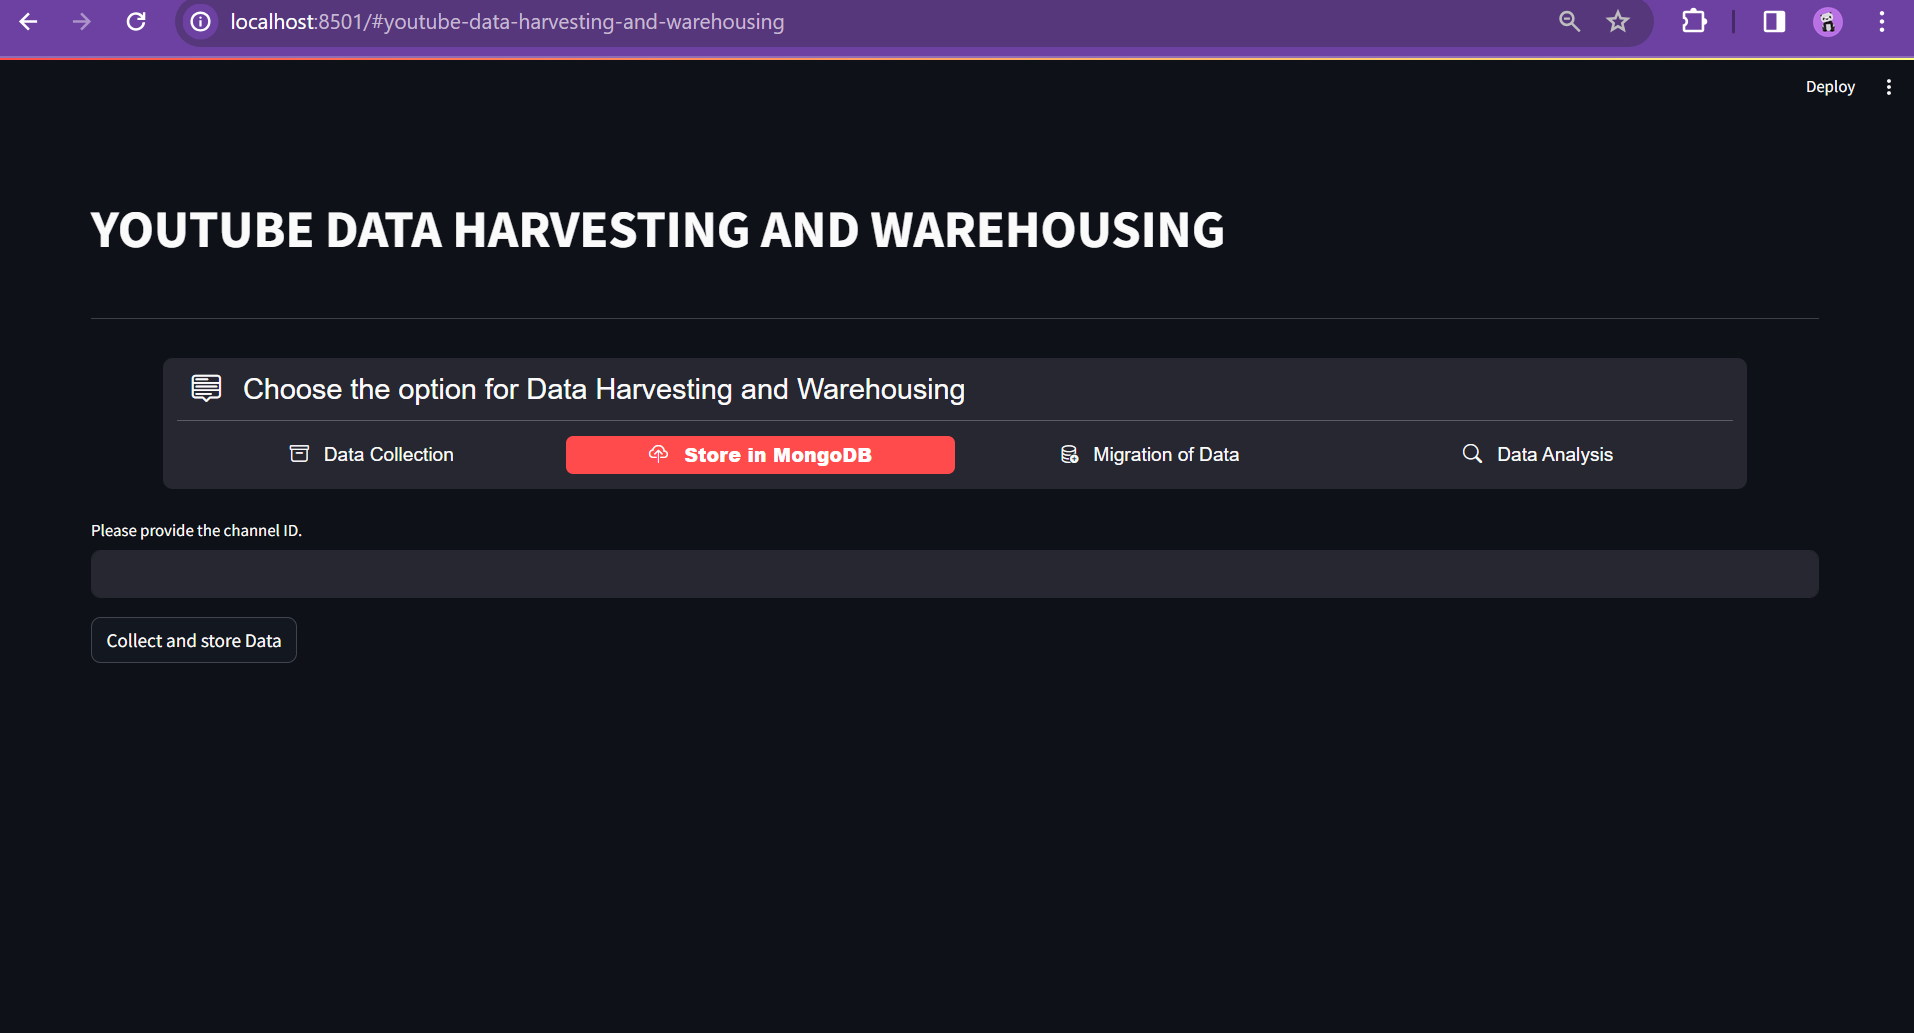 localhost:8501/#youtube-data-harvesting-and-warehousing
Deploy
YOUTUBE DATA HARVESTING AND WAREHOUSING
Choose the option for Data Harvesting and Warehousing
Data Collection
Store in MongoDB
Migration of Data
Data Analysis
Please provide the channel ID.
Collect and store Data